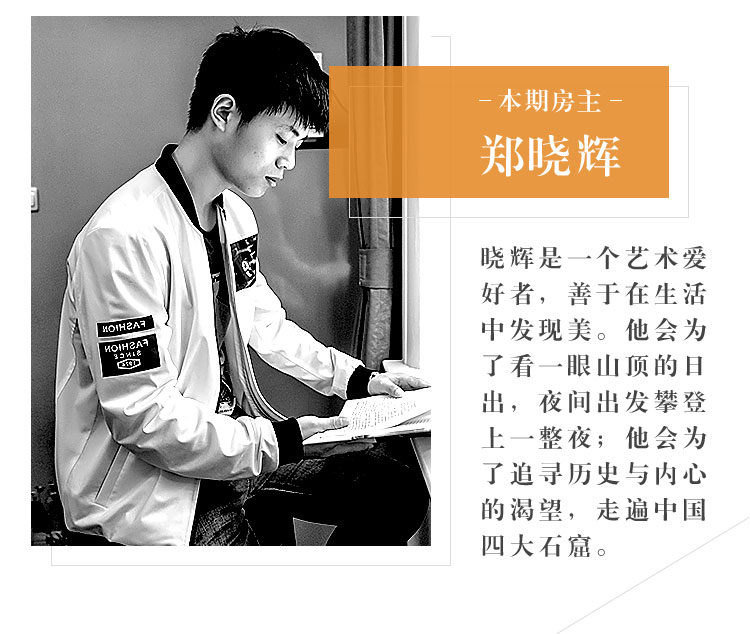 本期房主
郑晓辉
晓辉是一个艺术爱
好者，善于在生活
中发现美。他会为
了看一眼山顶的日
出，夜间出发攀登
上一整夜；他会为
了追寻历史与内心
的渴望，走遍中国
四大石窟。
FASHION
FASHION
SINCE